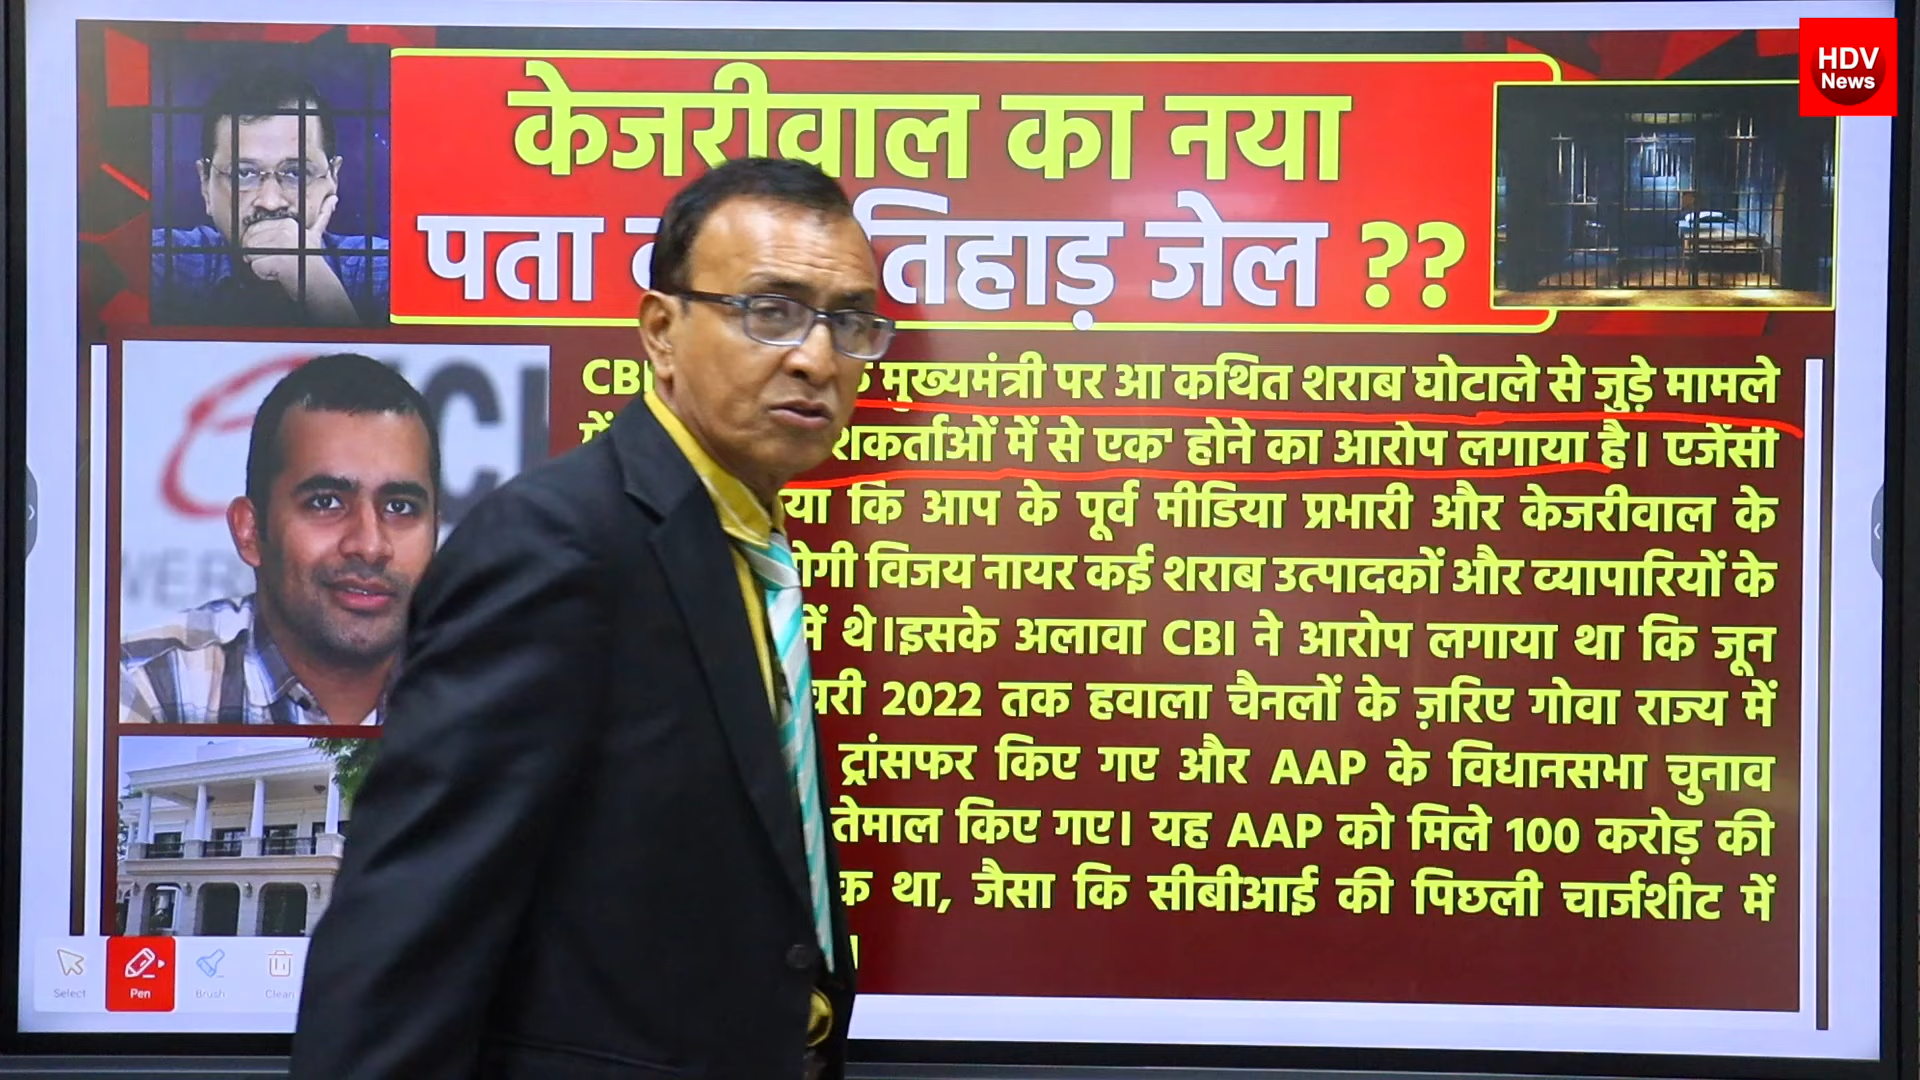 HDV
News
केजरीवाल का नया
पता तिहाड़ जेल ??
CBI मुख्यमंत्री पर आ कथित शराब घोटाले से जुड़े मामले
में में से एक' होने का आरोप लगाया है। एजेंसी
कि आप के पूर्व मीडिया प्रभारी और केजरीवाल के
विजय नायर कई शराब उत्पादकों और व्यापारियों के
में थे।इसके अलावा CBI ने आरोप लगाया था कि जून
2022 तक हवाला चैनलों के ज़रिए गोवा राज्य में
ट्रांसफर किए गए और AAP के विधानसभा चुनाव
किए गए। यह AAP को मिले 100 करोड़ की
था, जैसा कि सीबीआई की पिछली चार्जशीट में
।
Select
Pen
Brush
Clean